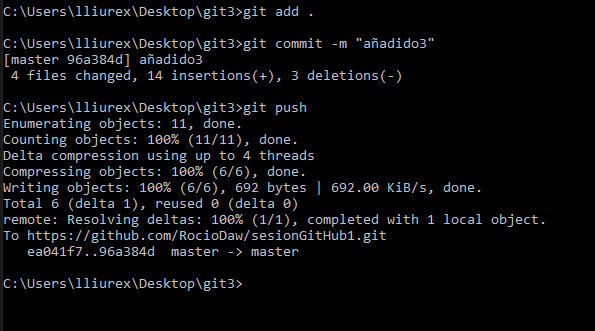 C:\Users\lliurex\Desktop\git3>git add .
C:\Users\lliurex\Desktop\git3>git commit -m "añadido3"
[master 96a384d] añadido3
 4 files changed, 14 insertions(+), 3 deletions(-)
C:\Users\lliurex\Desktop\git3>git push
Enumerating objects: 11, done.
Counting objects: 100% (11/11), done.
Delta compression using up to 4 threads
Compressing objects: 100% (6/6), done.
Writing objects: 100% (6/6), 692 bytes | 692.00 KiB/s, done.
Total 6 (delta 1), reused 0 (delta 0)
remote: Resolving deltas: 100% (1/1), completed with 1 local object.
To https://github.com/RocioDaw/sesionGitHub1.git
   ea041f7..96a384d  master -> master
C:\Users\lliurex\Desktop\git3>